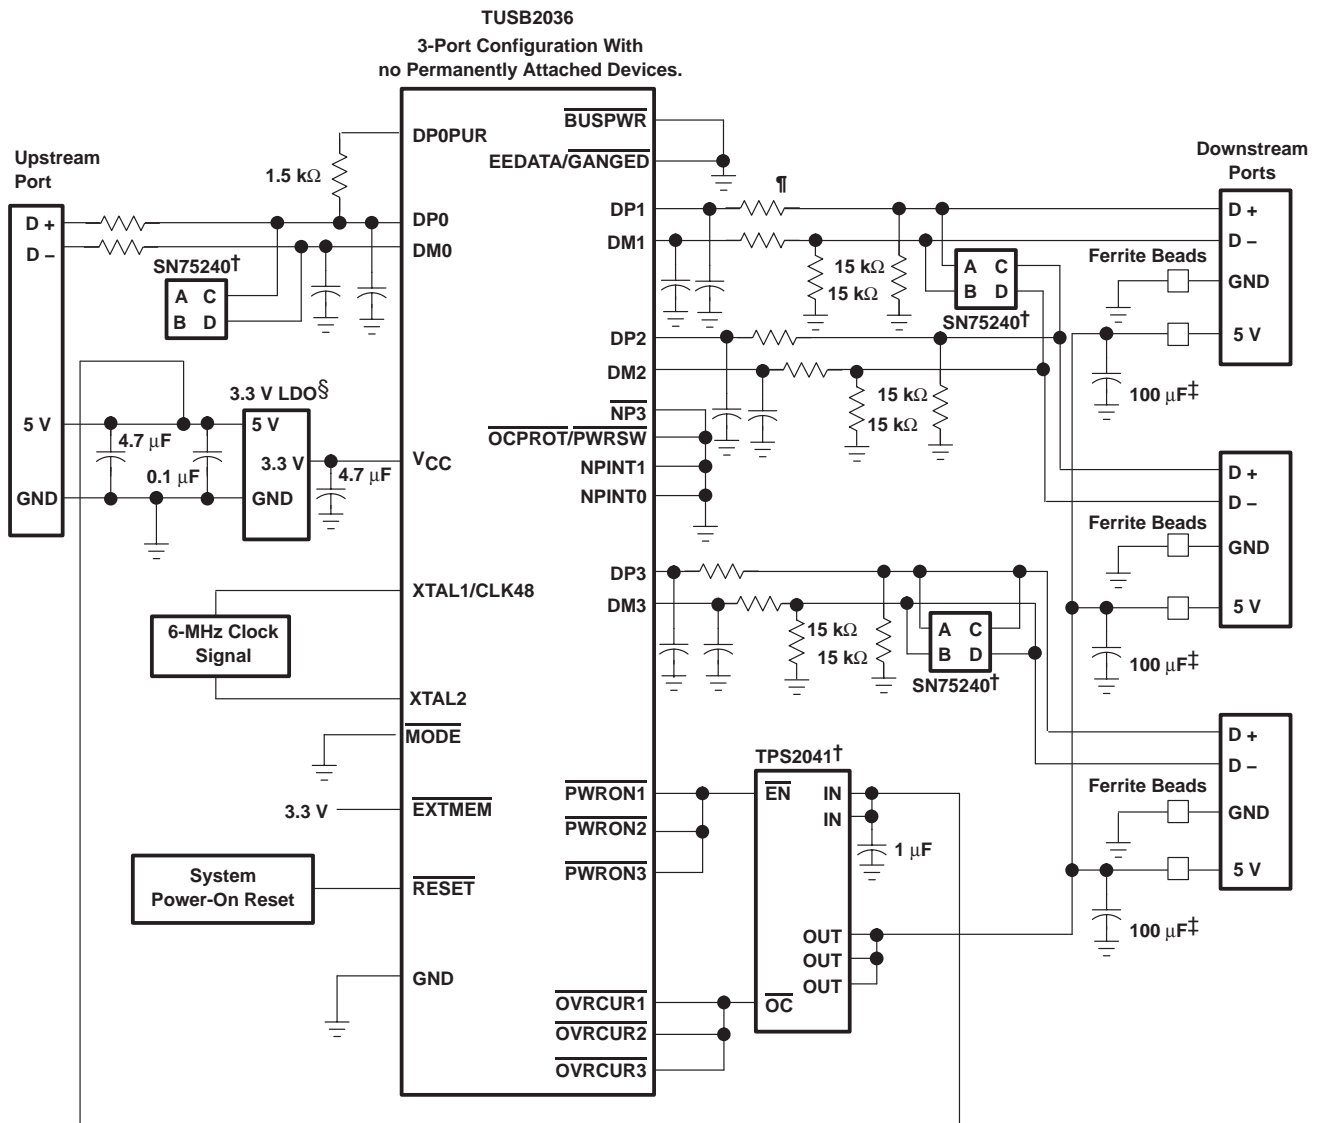 TUSB2036
3-Port Configuration With
no Permanently Attached Devices.
Upstream
Port
D +
D –
5 V
GND
1.5 kΩ
SN75240†
A C
B D
3.3 V LDO§
5 V
3.3 V
GND
4.7 µF
0.1 µF
4.7 µF
6-MHz Clock
Signal
3.3 V
System
Power-On Reset
DP0PUR
DP0
DM0
VCC
XTAL1/CLK48
XTAL2
MODE
EXTMEM
RESET
GND
BUSPWR
EEDATA/GANGED
DP1
DM1
DP2
DM2
NP3
OCPROT/PWRSW
NPINT1
NPINT0
DP3
DM3
PWRON1
PWRON2
PWRON3
OVRCUR1
OVRCUR2
OVRCUR3
¶
15 kΩ
15 kΩ
A C
B D
SN75240†
15 kΩ
15 kΩ
15 kΩ
15 kΩ
A C
B D
SN75240†
TPS2041†
EN
IN
IN
OUT
OUT
OUT
OC
1 µF
Downstream
Ports
D +
D –
Ferrite Beads
GND
5 V
100 µF‡
D +
D –
Ferrite Beads
GND
5 V
100 µF‡
D +
D –
Ferrite Beads
GND
5 V
100 µF‡